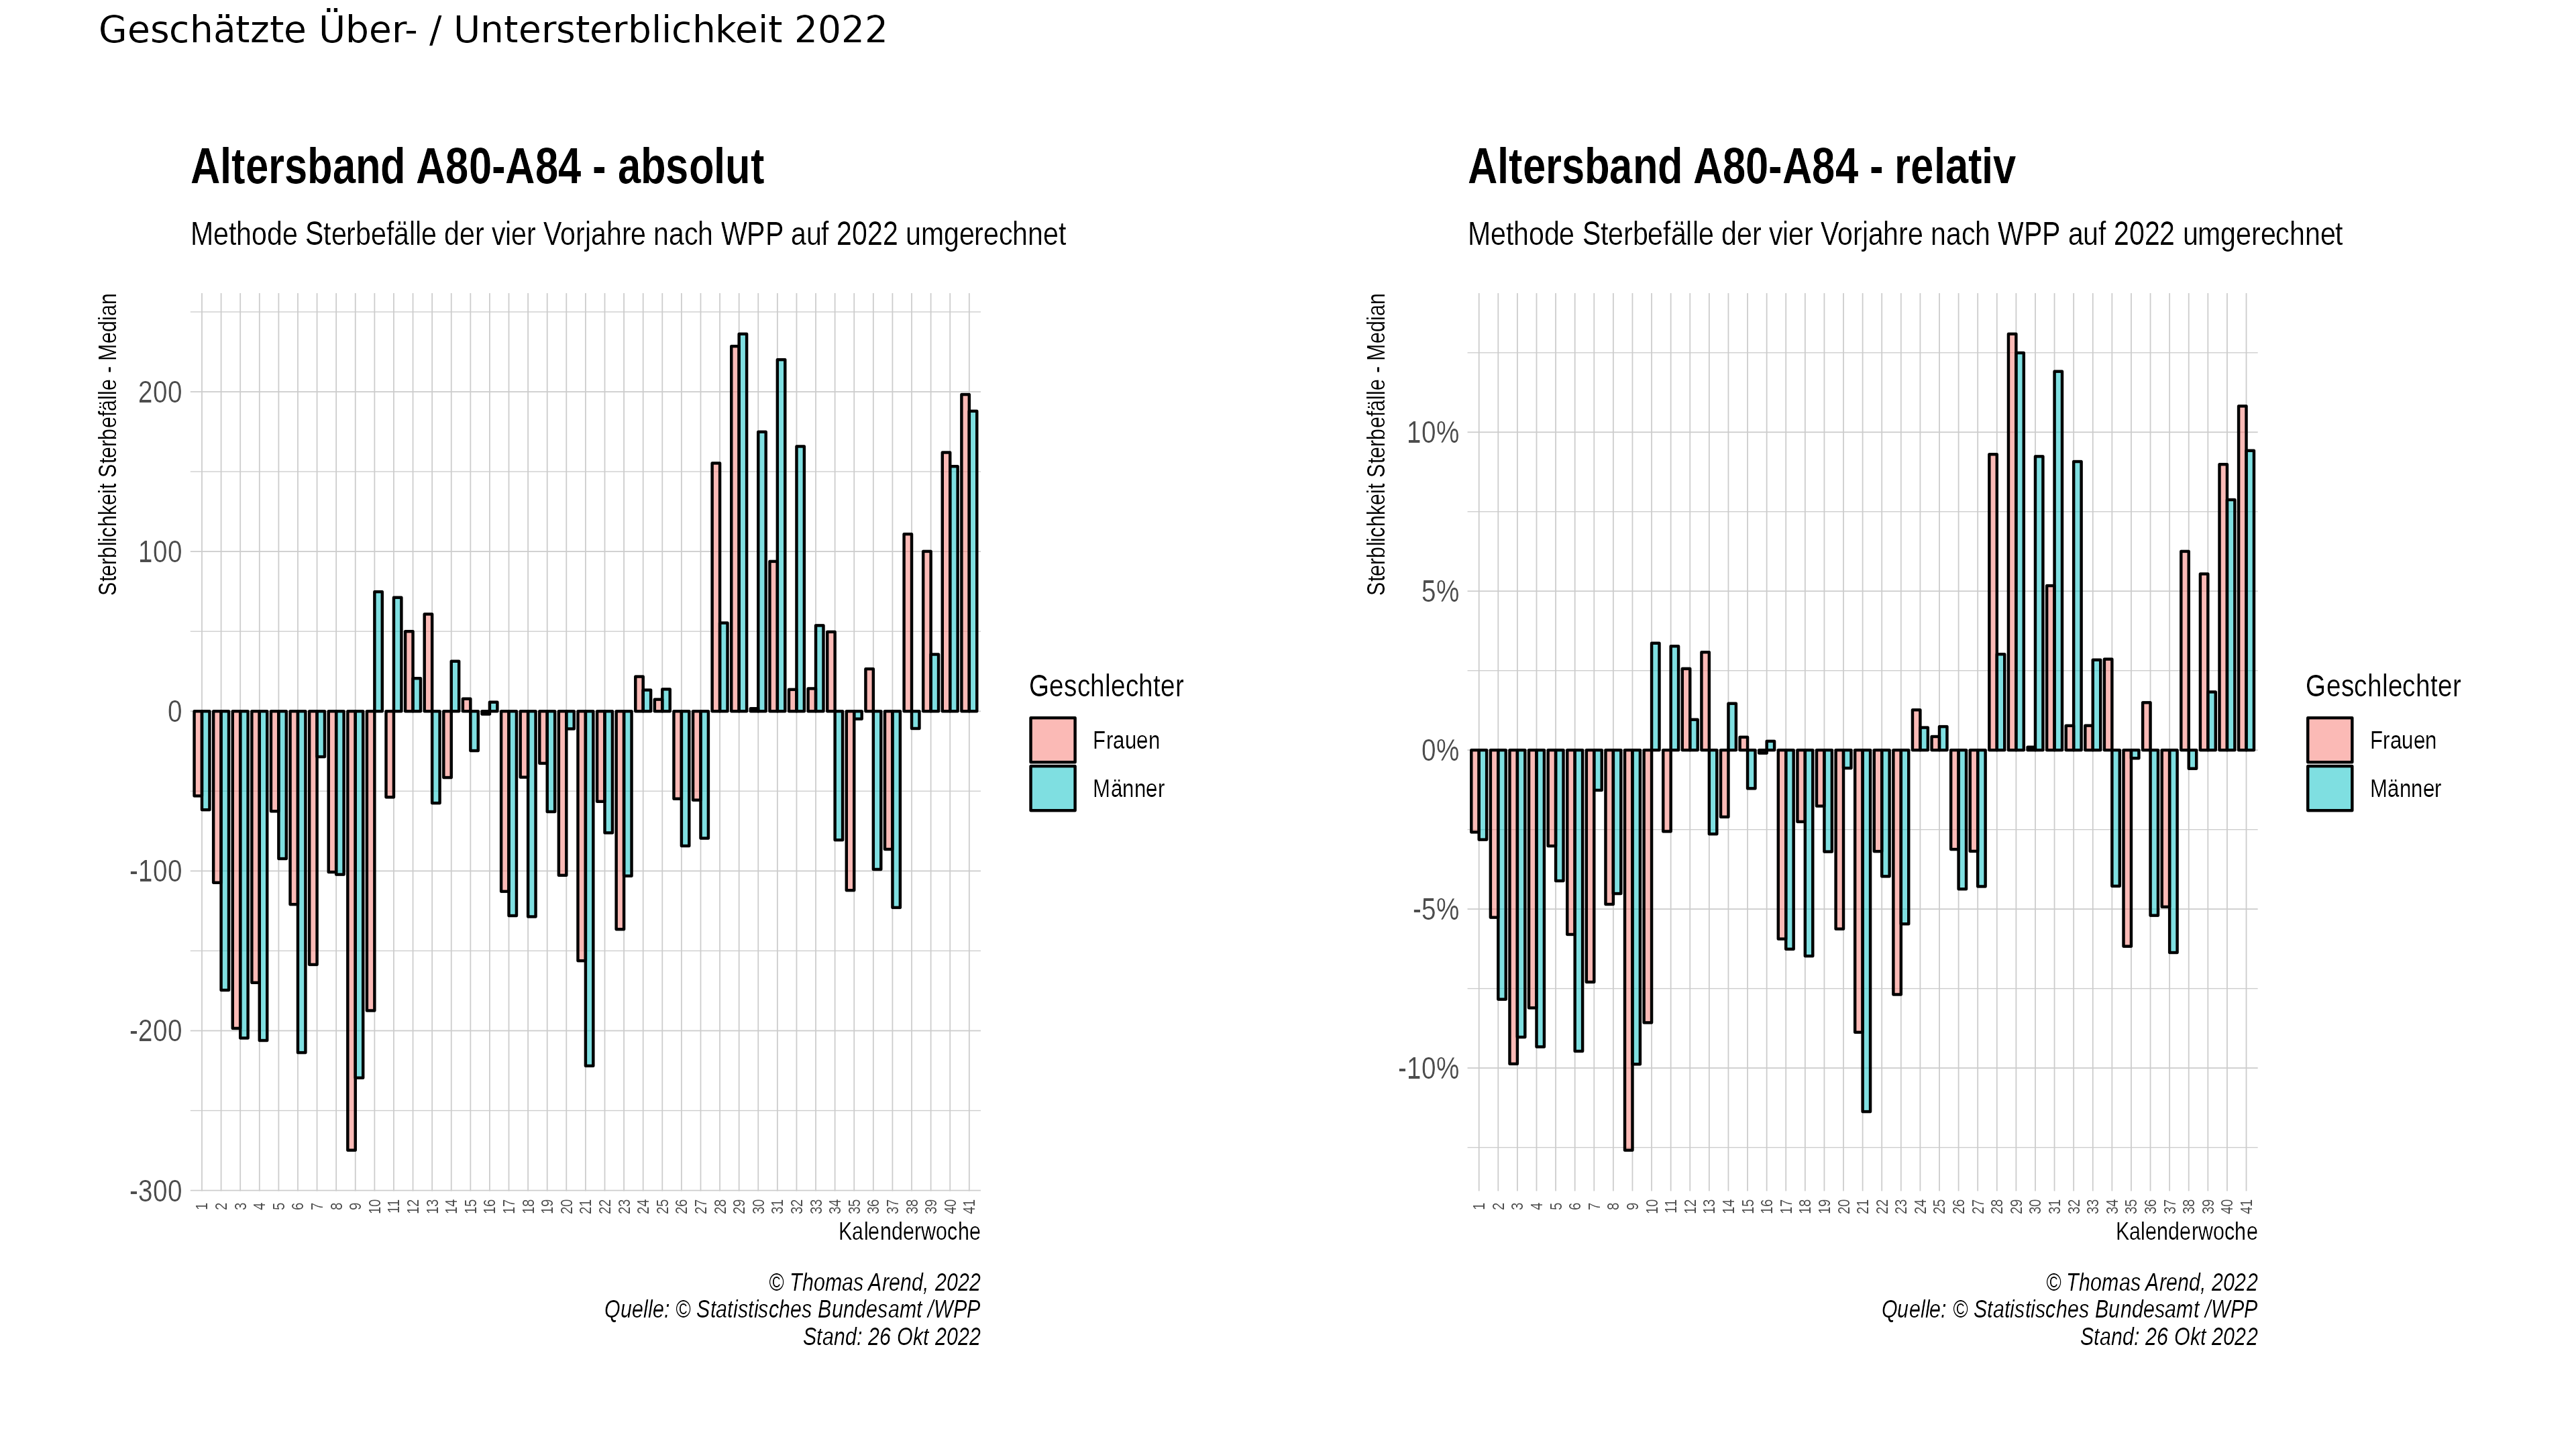 Geschätzte Über- / Untersterblichkeit 2022
Altersband A80-A84 - absolut
Methode Sterbefälle der vier Vorjahre nach WPP auf 2022 umgerechnet
Sterblichkeit Sterbefälle - Median
200
100
0
-100
-200
-300
1 2 3 4 5 6 7 8 9 10 11 12 13 14 15 16 17 18 19 20 21 22 23 24 25 26 27 28 29 30 31 32 33 34 35 36 37 38 39 40 41
Kalenderwoche
Geschlechter
Frauen
Männer
© Thomas Arend, 2022
Quelle: © Statistisches Bundesamt /WPP
Stand: 26 Okt 2022
Altersband A80-A84 - relativ
Methode Sterbefälle der vier Vorjahre nach WPP auf 2022 umgerechnet
Sterblichkeit Sterbefälle - Median
10%
5%
0%
-5%
-10%
1 2 3 4 5 6 7 8 9 10 11 12 13 14 15 16 17 18 19 20 21 22 23 24 25 26 27 28 29 30 31 32 33 34 35 36 37 38 39 40 41
Kalenderwoche
Geschlechter
Frauen
Männer
© Thomas Arend, 2022
Quelle: © Statistisches Bundesamt /WPP
Stand: 26 Okt 2022